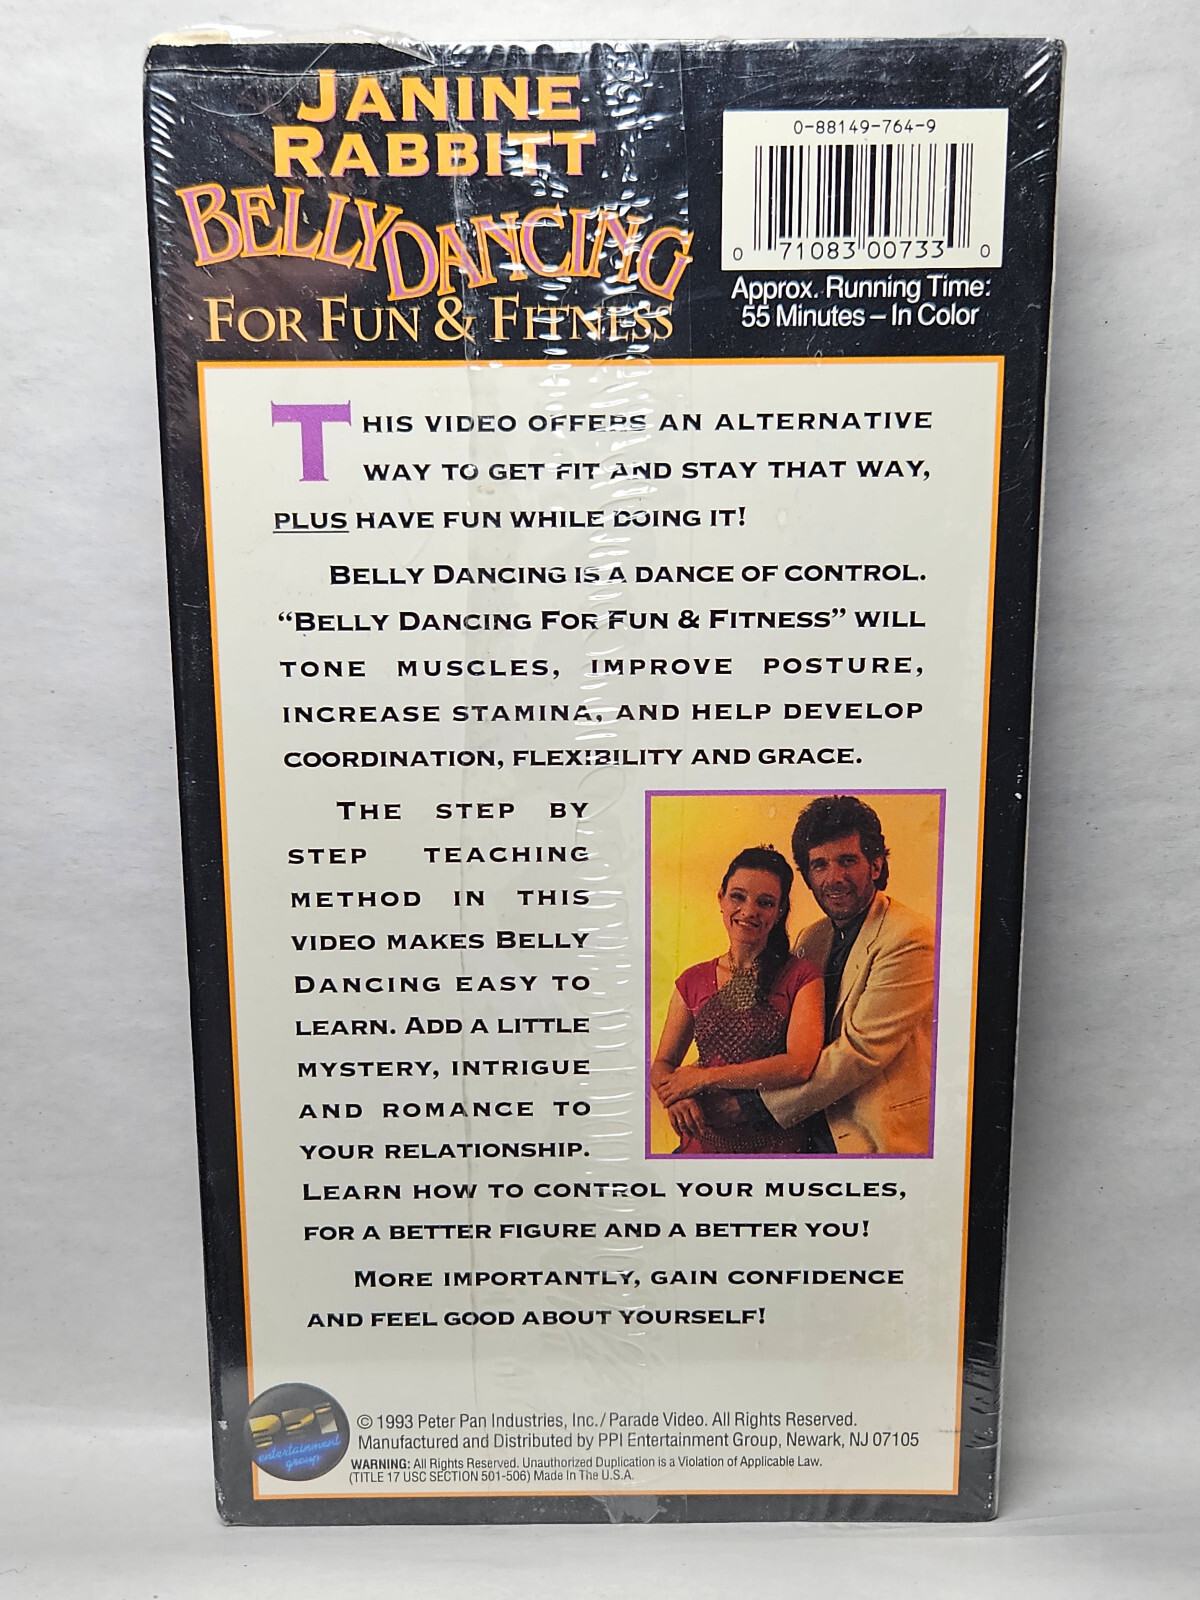 JANINE
RABBITT
BELLY DANCING
FOR FUN & FITNESS
0-88149-764-9
0 71083 00733 0
Approx. Running Time:
55 Minutes – In Color
THIS VIDEO OFFERS AN ALTERNATIVE
WAY TO GET FIT AND STAY THAT WAY,
PLUS HAVE FUN WHILE DOING IT!
BELLY DANCING IS A DANCE OF CONTROL.
“BELLY DANCING FOR FUN & FITNESS” WILL
TONE MUSCLES, IMPROVE POSTURE,
INCREASE STAMINA, AND HELP DEVELOP
COORDINATION, FLEXIBILITY AND GRACE.
THE STEP BY
STEP TEACHING
METHOD IN THIS
VIDEO MAKES BELLY
DANCING EASY TO
LEARN. ADD A LITTLE
MYSTERY, INTRIGUE
AND ROMANCE TO
YOUR RELATIONSHIP.
LEARN HOW TO CONTROL YOUR MUSCLES,
FOR A BETTER FIGURE AND A BETTER YOU!
MORE IMPORTANTLY, GAIN CONFIDENCE
AND FEEL GOOD ABOUT YOURSELF!
PPI
entertainment
group
© 1993 Peter Pan Industries, Inc./Parade Video. All Rights Reserved.
Manufactured and Distributed by PPI Entertainment Group, Newark, NJ 07105
WARNING: All Rights Reserved. Unauthorized Duplication is a Violation of Applicable Law.
(TITLE 17 USC SECTION 501-506) Made In The U.S.A.